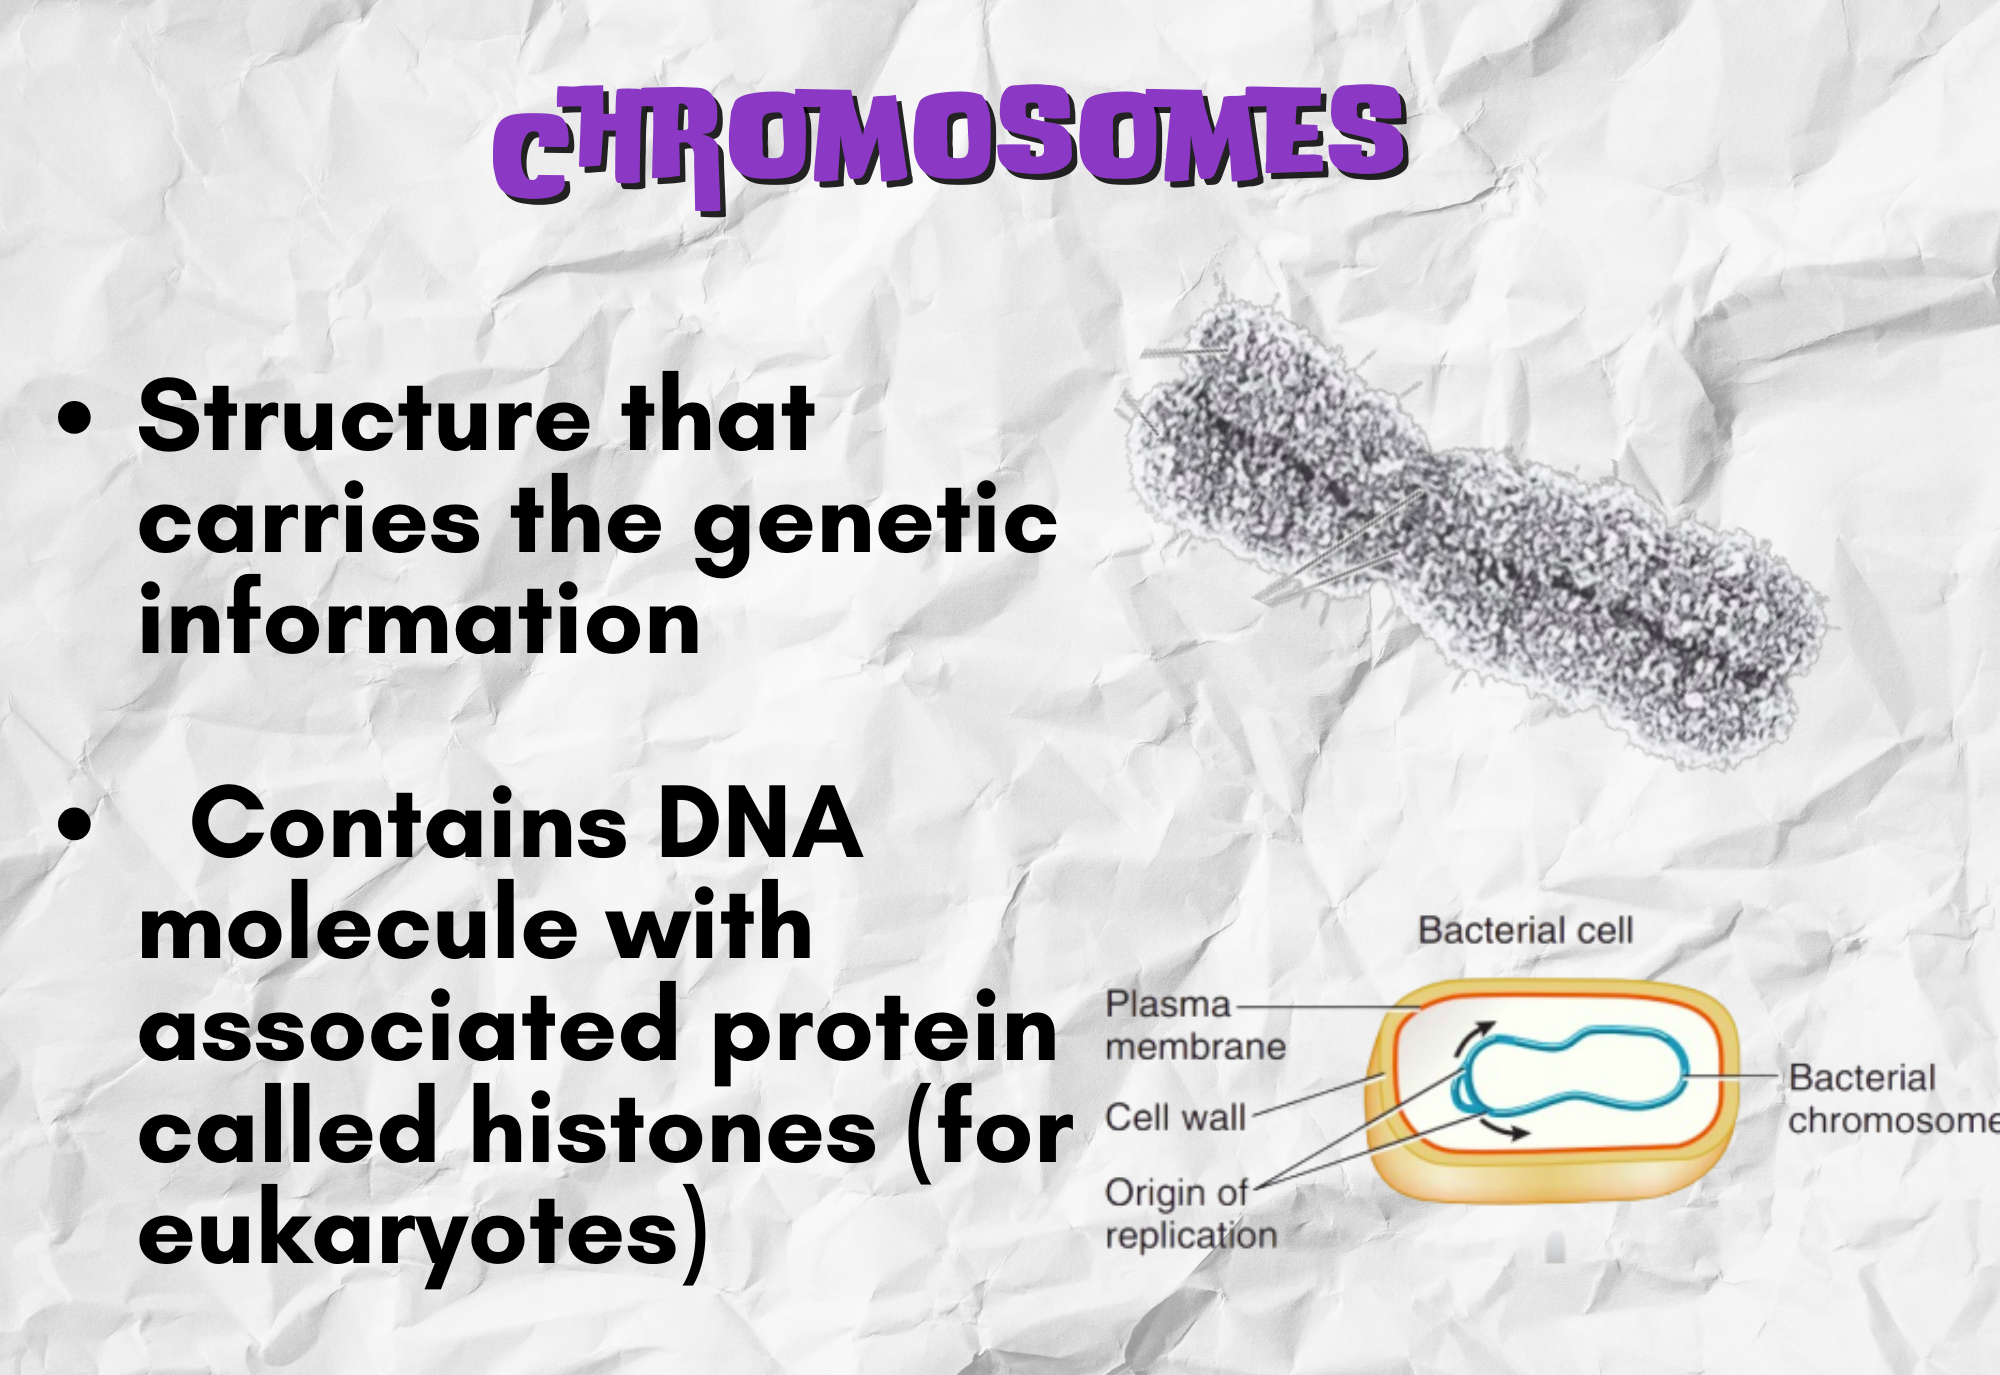 CHROMOSOMES
• Structure that
carries the genetic
information
• Contains DNA
molecule with
associated protein
called histones (for
eukaryotes)
Bacterial cell
Plasma
membrane
Cell wall
Origin of
replication
Bacterial
chromosome